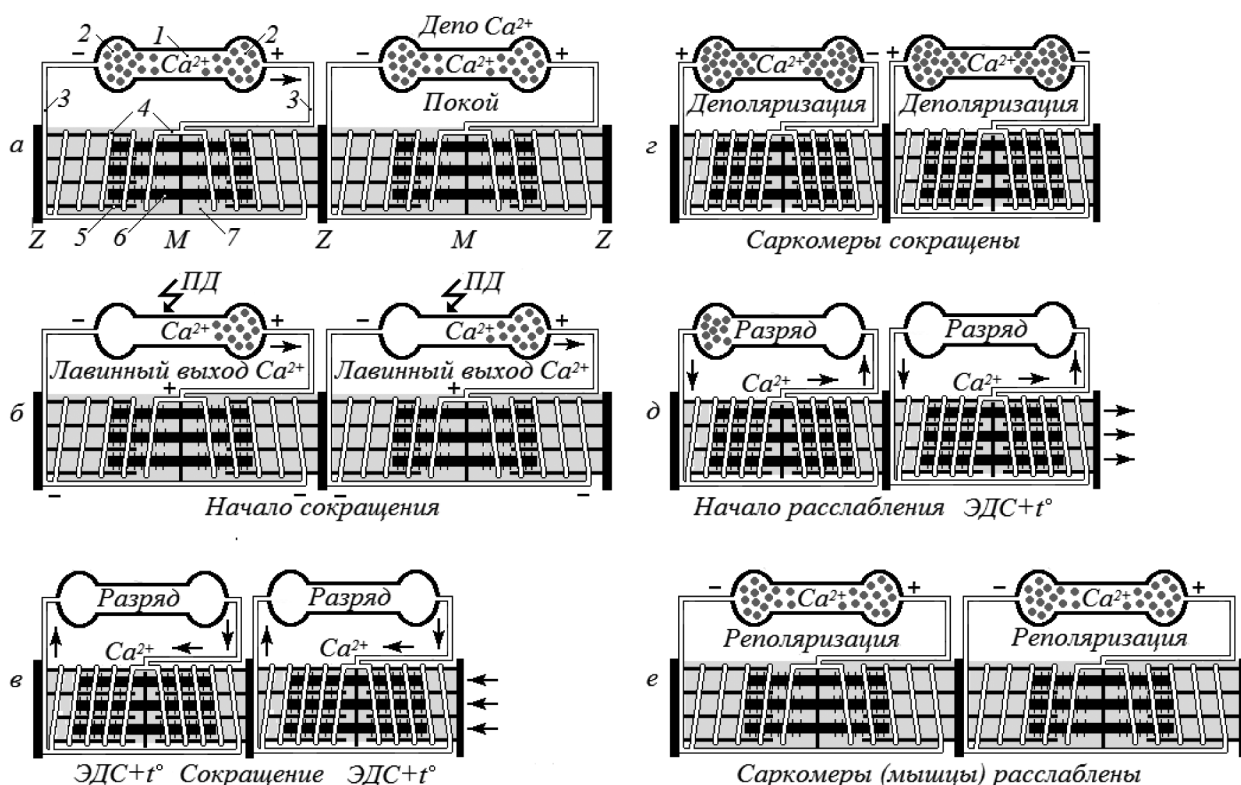 Депо Ca²⁺
− 2 1 2 + − + + − + −
Ca²⁺ Ca²⁺ Ca²⁺ Ca²⁺
3 4 3 Покой Деполяризация Деполяризация
а г
Z 5 6 M 7 Z M Z Саркомеры сокращены
ПД ПД
− Ca²⁺ + − Ca²⁺ + Разряд Разряд
Лавинный выход Ca²⁺ Лавинный выход Ca²⁺
+ + Ca²⁺ Ca²⁺
б д
− − − −
Начало сокращения Начало расслабления ЭДС+t°
Разряд Разряд − Ca²⁺ + − Ca²⁺ +
Ca²⁺ Ca²⁺ Реполяризация Реполяризация
в е
ЭДС+t° Сокращение ЭДС+t° Саркомеры (мышцы) расслаблены